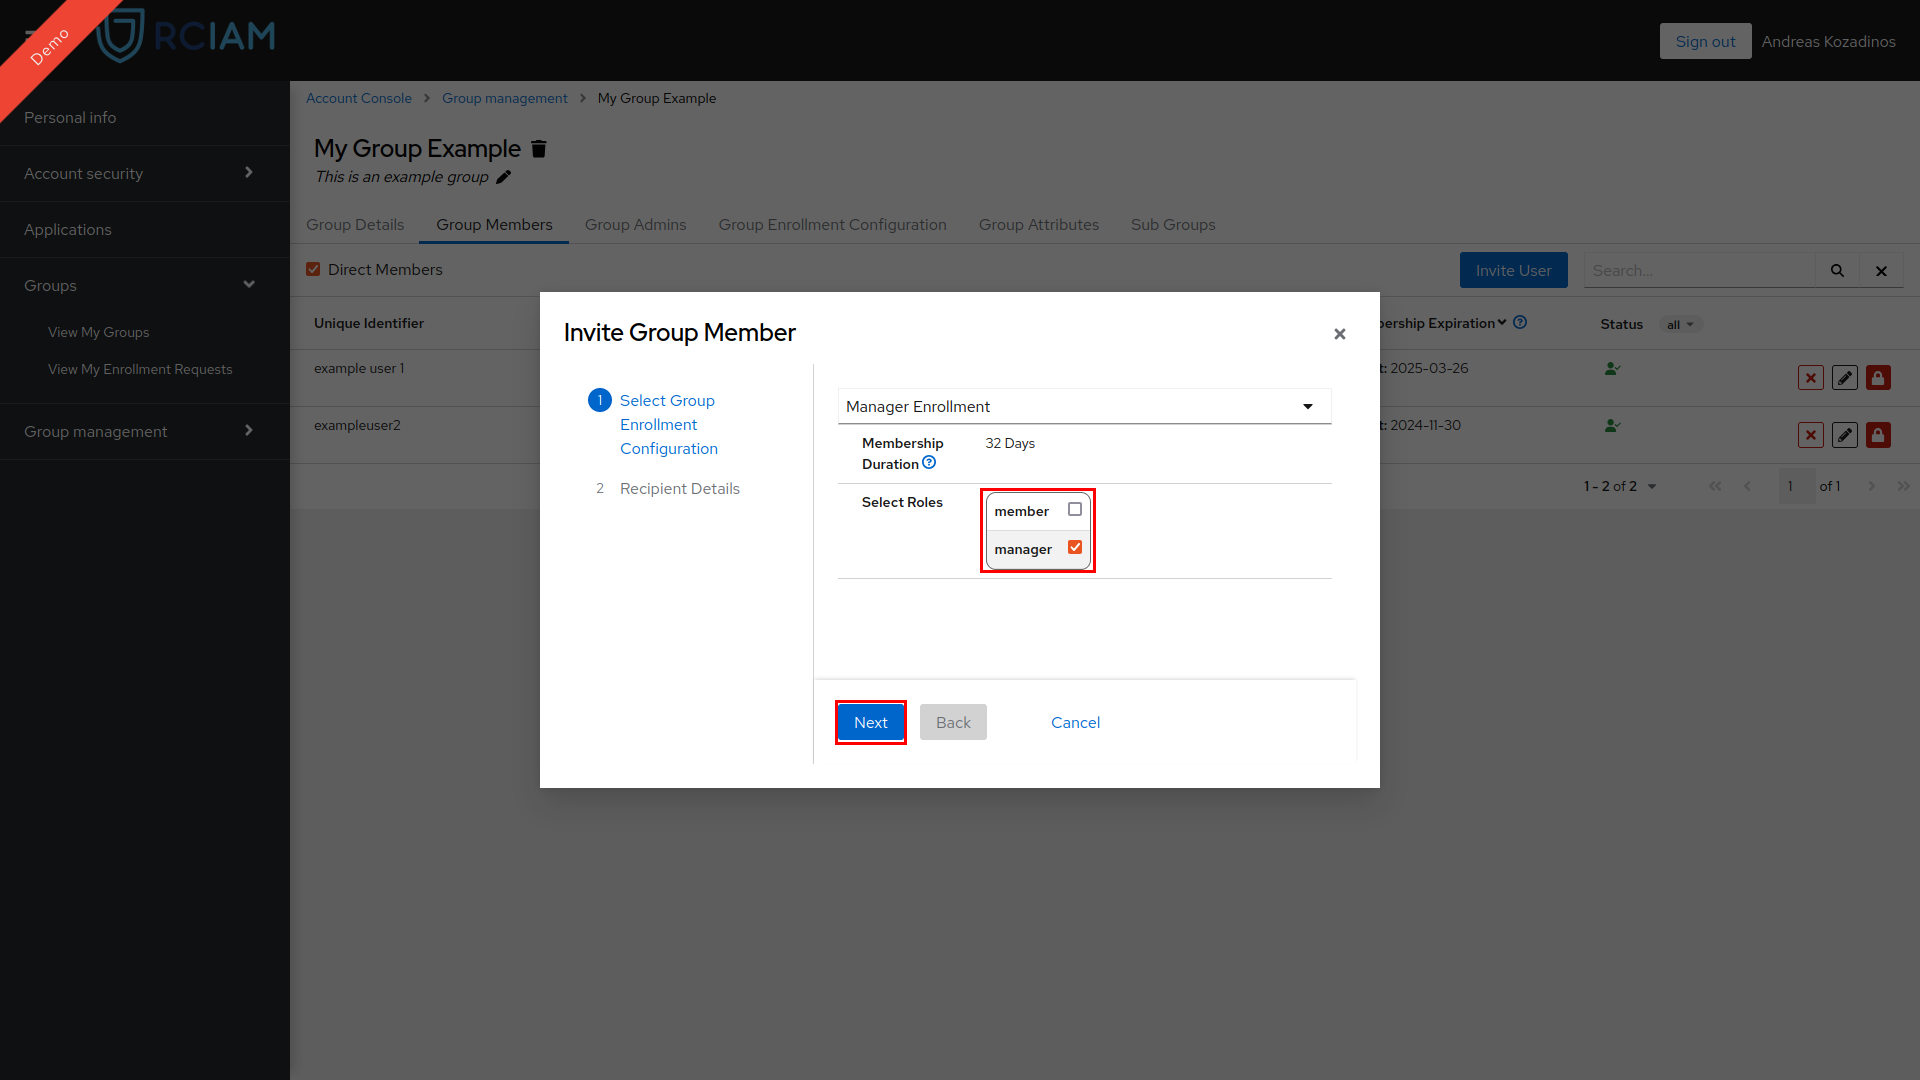 Demo
RCIAM
Sign out
Andreas Kozadinos
Personal info
Account security
Applications
Groups
View My Groups
View My Enrollment Requests
Group management
Account Console > Group management > My Group Example
My Group Example
This is an example group
Group Details Group Members Group Admins Group Enrollment Configuration Group Attributes Sub Groups
Direct Members
Invite User
Search...
Unique Identifier
bership Expiration
Status
all
example user 1
t: 2025-03-26
exampleuser2
t: 2024-11-30
1 - 2 of 2
1 of 1
Invite Group Member
1 Select Group
Enrollment
Configuration
2 Recipient Details
Manager Enrollment
Membership
Duration
32 Days
Select Roles
member
manager
Next
Back
Cancel